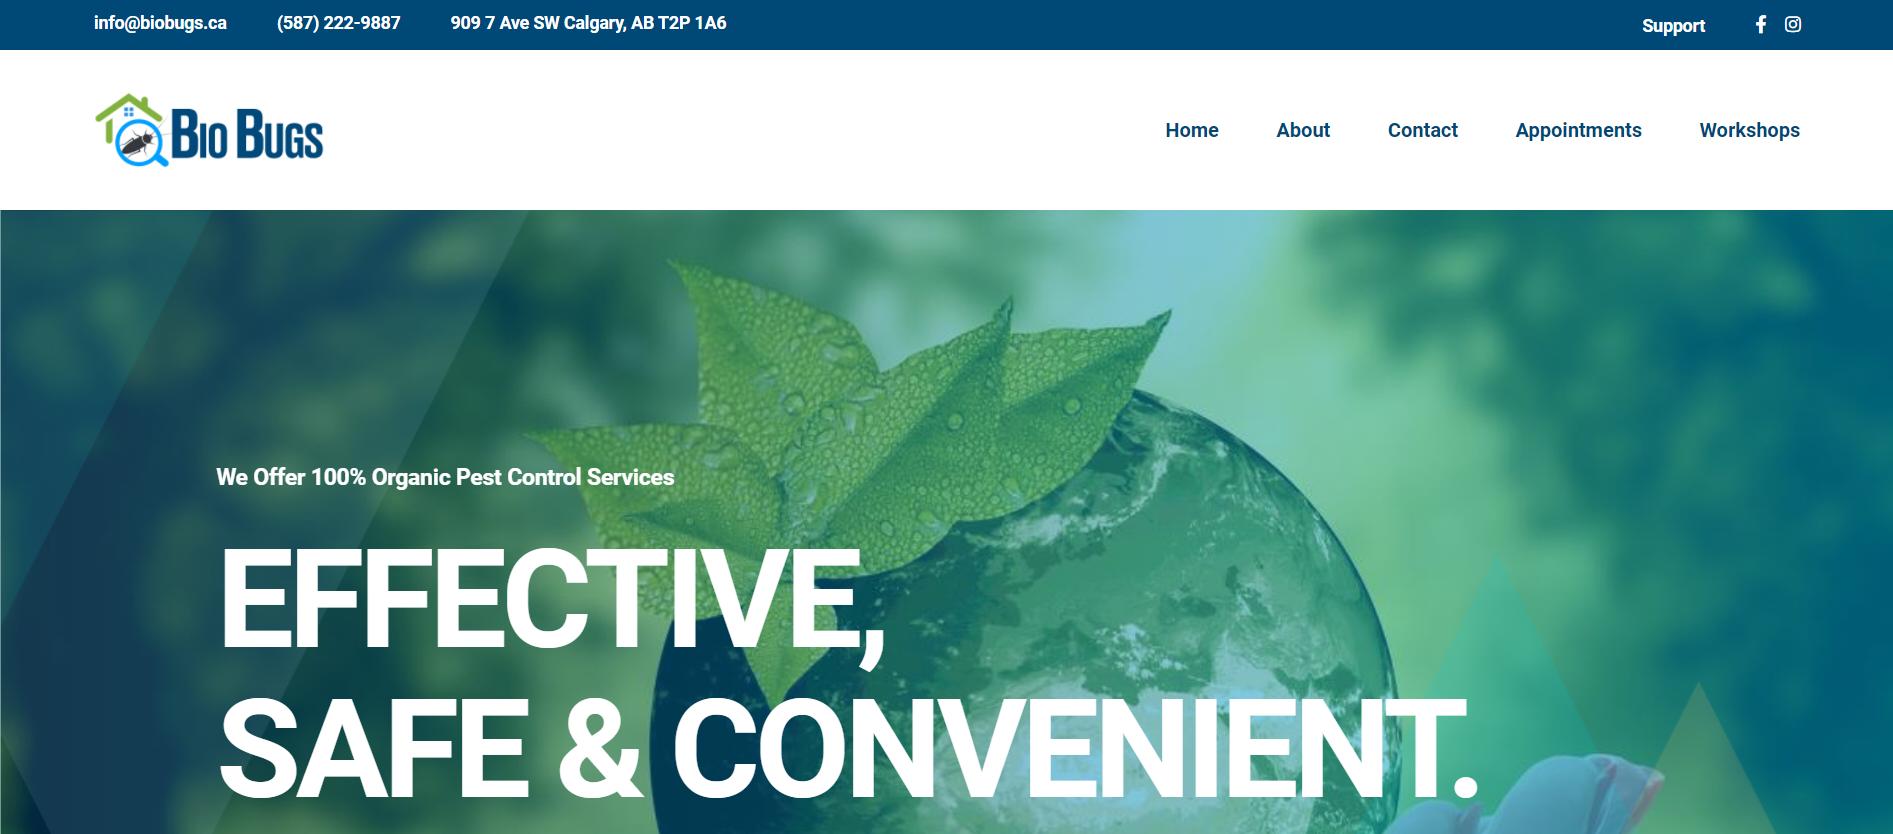 info@biobugs.ca (587) 222-9887 909 7 Ave SW Calgary, AB T2P 1A6 Support
BIO BUGS Home About Contact Appointments Workshops
We Offer 100% Organic Pest Control Services
EFFECTIVE,
SAFE & CONVENIENT.